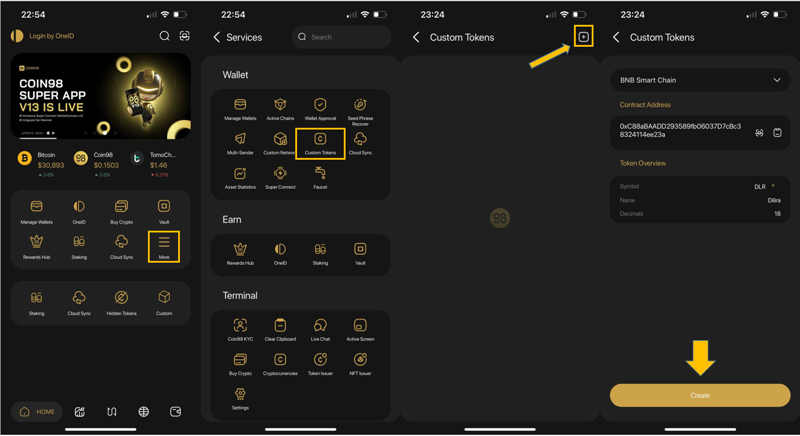 22:54
Login by OneID
COIN98
COIN98
SUPER APP
V13 IS LIVE
UPDATE NOW
Bitcoin
$30,893
3.6%
Coin98
$0.1503
3.6%
TomoCh...
$1.46
0.31%
Manage Wallets
OneID
Buy Crypto
Vault
Rewards Hub
Staking
Cloud Sync
More
Staking
Cloud Sync
Hidden Tokens
Custom
HOME
22:54
Services
Search
Wallet
Manage Wallets
Active Chains
Wallet Approval
Seed Phrase
Recover
Multi-Sender
Custom Network
Custom Tokens
Cloud Sync
Asset Statistics
Super Connect
Faucet
Earn
Rewards Hub
OneID
Staking
Vault
Terminal
Coin98 KYC
Clear Clipboard
Live Chat
Active Screen
Buy Crypto
Cryptocurrencies
Token Issuer
NFT Issuer
Settings
23:24
Custom Tokens
98
23:24
Custom Tokens
BNB Smart Chain
Contract Address
0xC88aBAADD293589fb06037D7cBc3
8324114ee23a
Token Overview
Symbol
DLR *
Name
Dilira
Decimals
18
Create